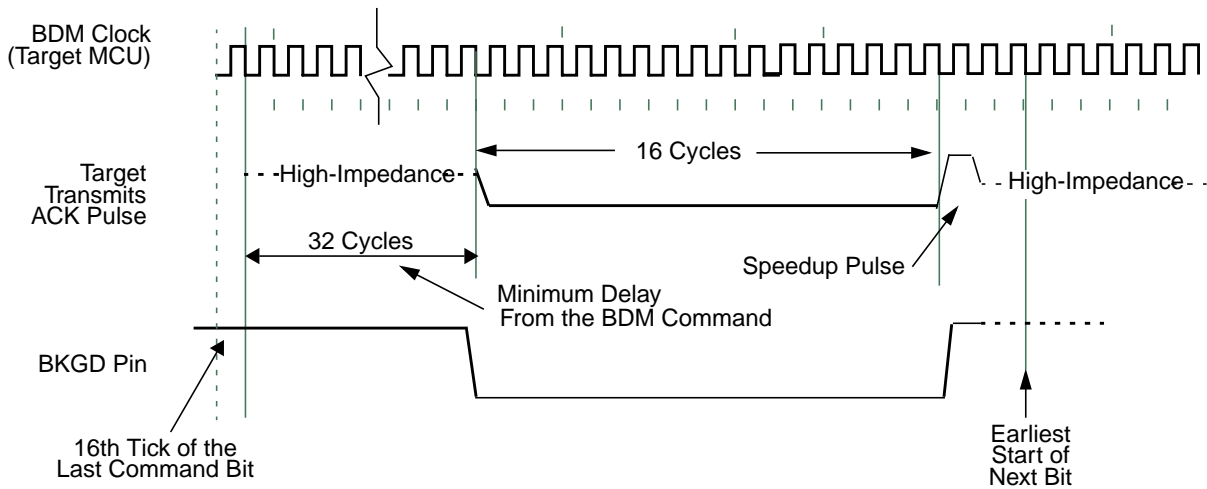 BDM Clock
(Target MCU)
16 Cycles
Target
Transmits
ACK Pulse
High-Impedance
High-Impedance
32 Cycles
Speedup Pulse
Minimum Delay
From the BDM Command
BKGD Pin
16th Tick of the
Last Command Bit
Earliest
Start of
Next Bit